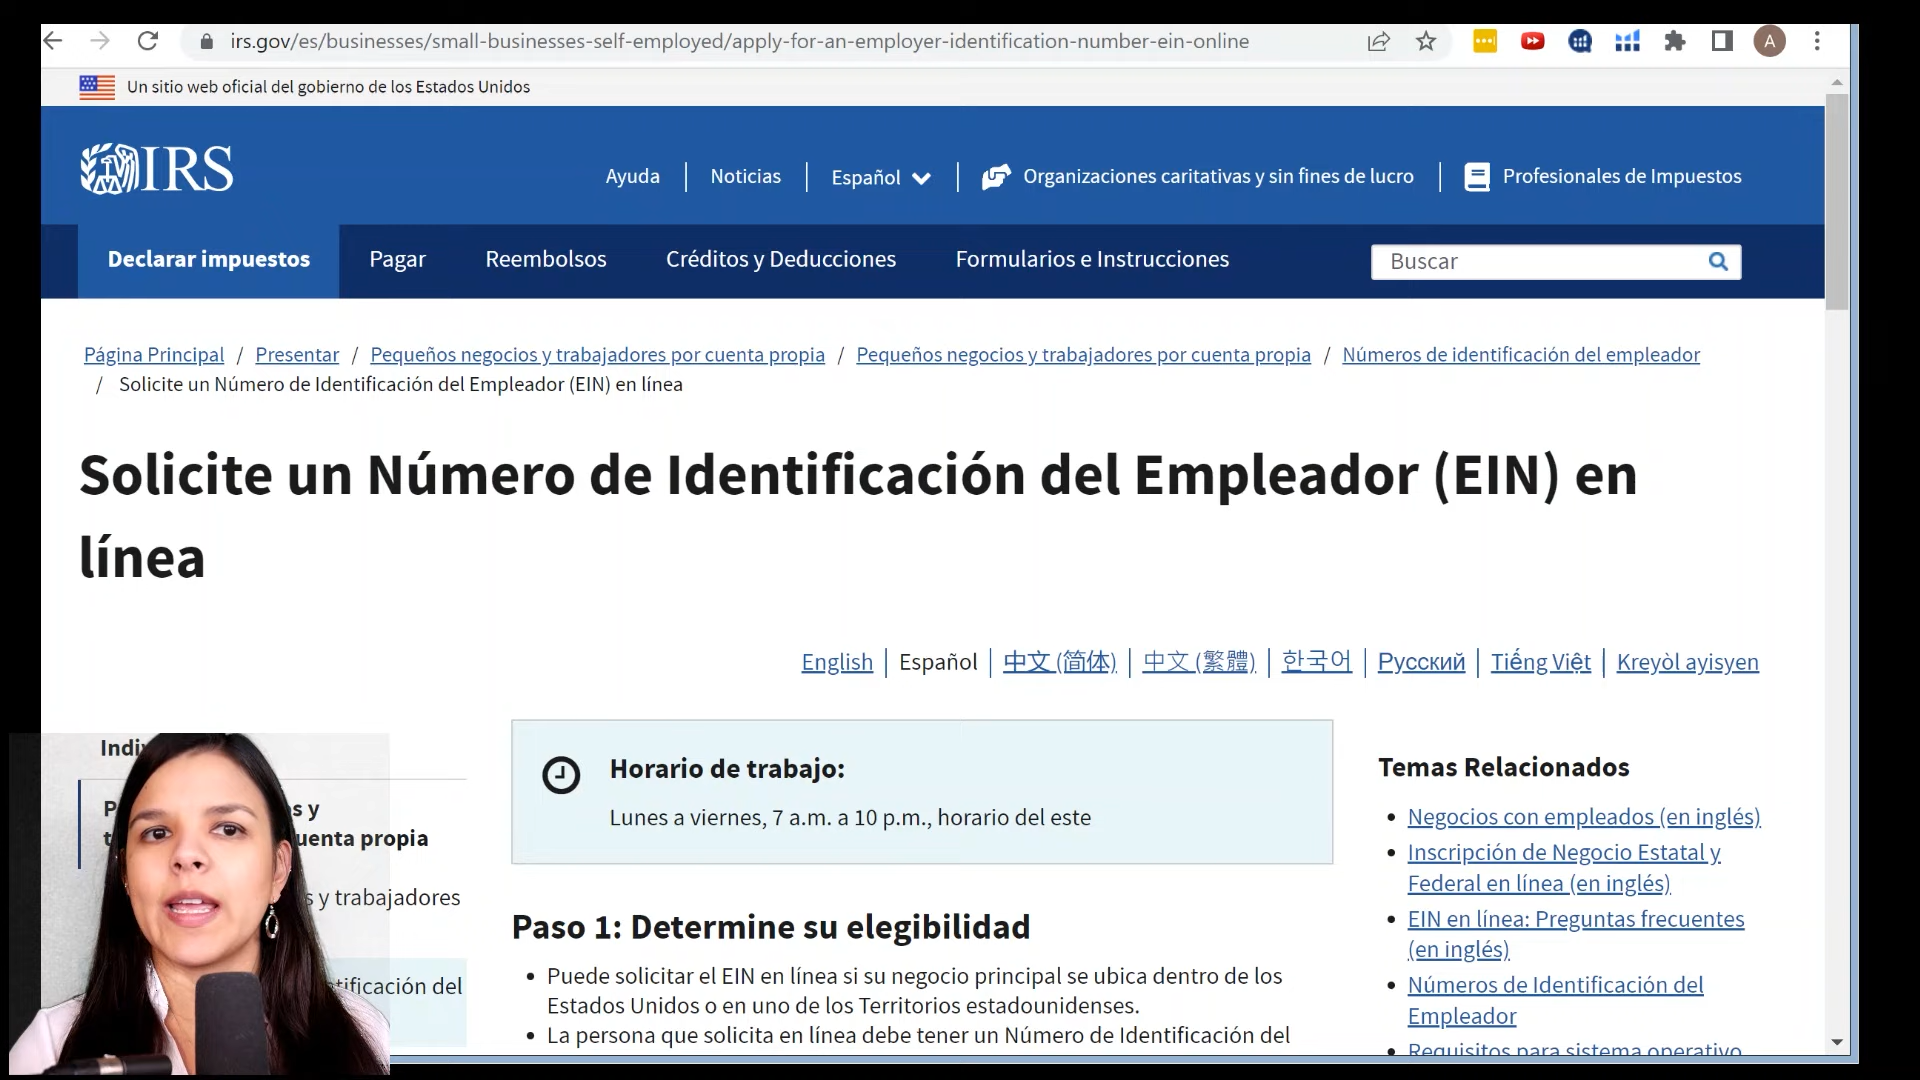 irs.gov/es/businesses/small-businesses-self-employed/apply-for-an-employer-identification-number-ein-online
A
Un sitio web oficial del gobierno de los Estados Unidos
IRS
Ayuda
Noticias
Español
Organizaciones caritativas y sin fines de lucro
Profesionales de Impuestos
Declarar impuestos
Pagar
Reembolsos
Créditos y Deducciones
Formularios e Instrucciones
Buscar
Página Principal / Presentar / Pequeños negocios y trabajadores por cuenta propia / Pequeños negocios y trabajadores por cuenta propia / Números de identificación del empleador
/ Solicite un Número de Identificación del Empleador (EIN) en línea
Solicite un Número de Identificación del Empleador (EIN) en
línea
English | Español | 中文 (简体) | 中文 (繁體) | 한국어 | Русский | Tiếng Việt | Kreyòl ayisyen
y
cuenta propia
y trabajadores
del
Horario de trabajo:
Lunes a viernes, 7 a.m. a 10 p.m., horario del este
Paso 1: Determine su elegibilidad
• Puede solicitar el EIN en línea si su negocio principal se ubica dentro de los
Estados Unidos o en uno de los Territorios estadounidenses.
• La persona que solicita en línea debe tener un Número de Identificación del
Temas Relacionados
• Negocios con empleados (en inglés)
• Inscripción de Negocio Estatal y
Federal en línea (en inglés)
• EIN en línea: Preguntas frecuentes
(en inglés)
• Números de Identificación del
Empleador
• Requisitos para sistema operativo